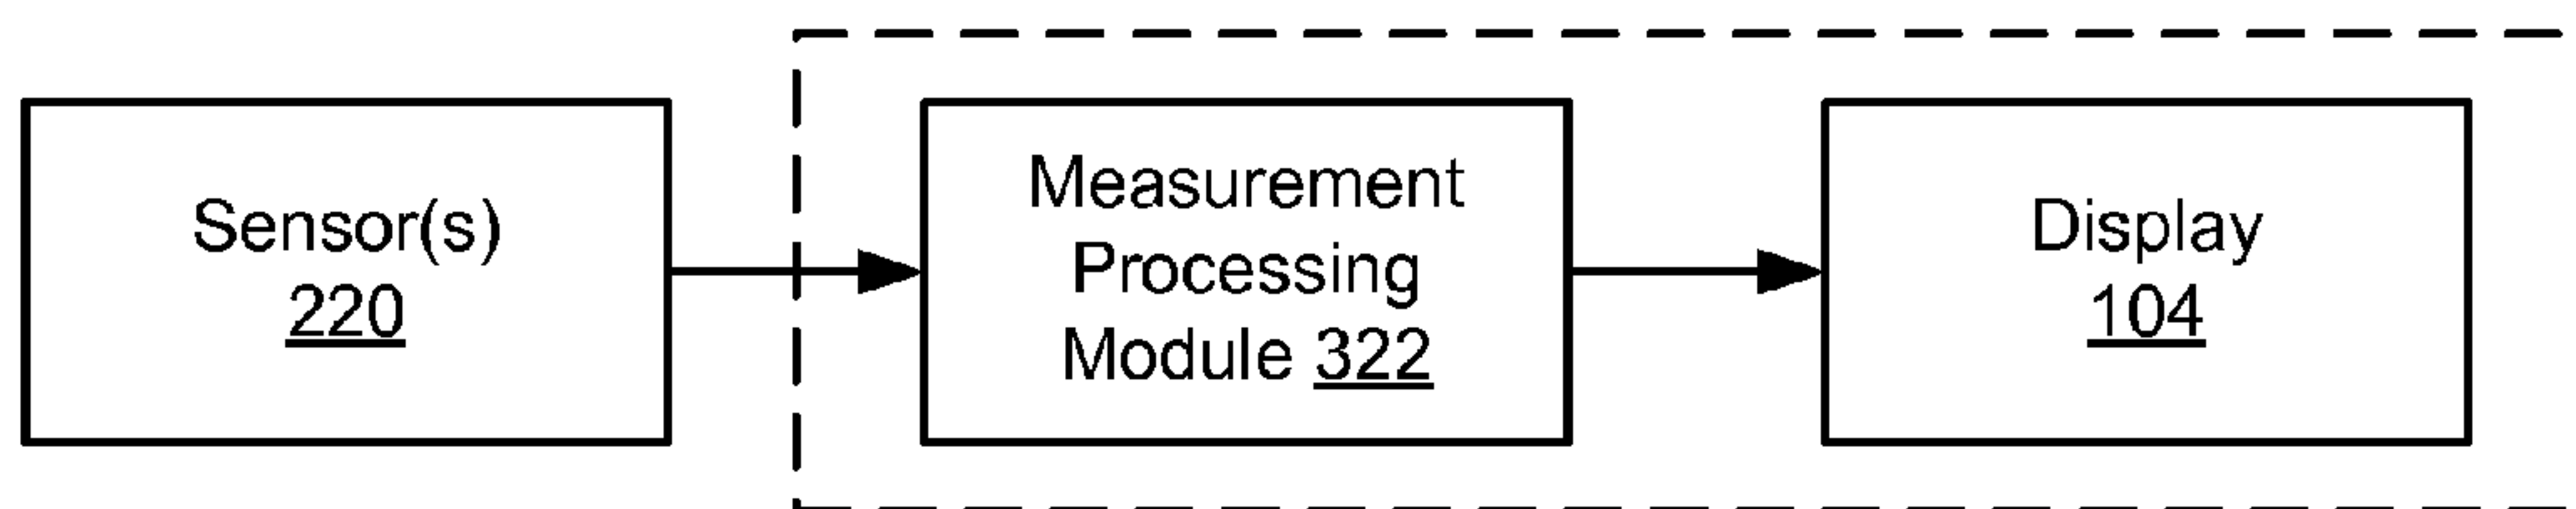 Sensor(s)
220
Measurement
Processing
Module 322
Display
104